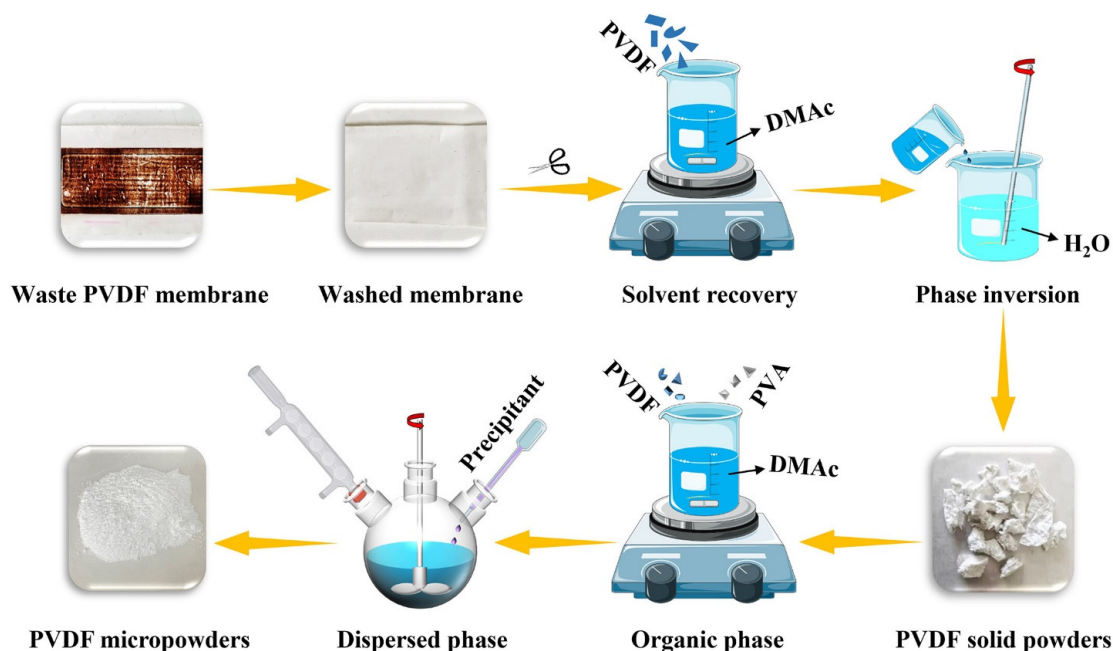 PVDF
DMAc
H₂O
Waste PVDF membrane
Washed membrane
Solvent recovery
Phase inversion
Precipitant
PVDF
PVA
DMAc
PVDF micropowders
Dispersed phase
Organic phase
PVDF solid powders